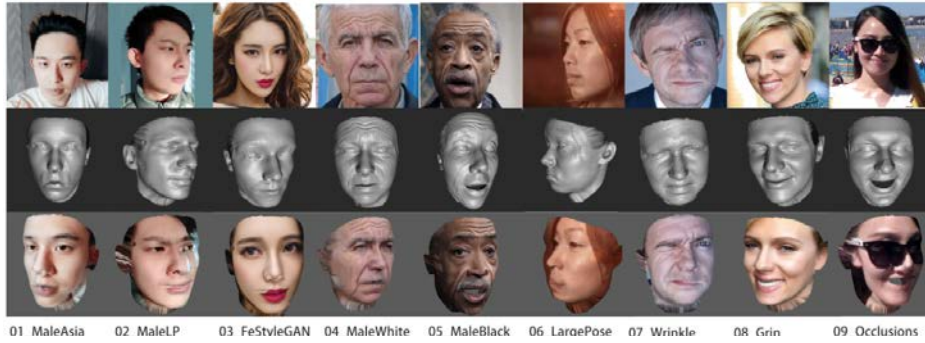 01_MaleAsia 02_MaleLP 03_FeStyleGAN 04_MaleWhite 05_MaleBlack 06_LargePose 07_Wrinkle 08_Grin 09_Occlusions